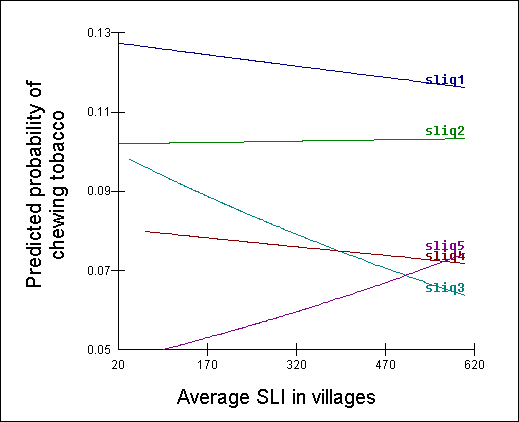 0.13
0.11
0.09
0.07
0.05
Predicted probability of
chewing tobacco
sliq1
sliq2
sliq5
sliq4
sliq3
20 170 320 470 620
Average SLI in villages